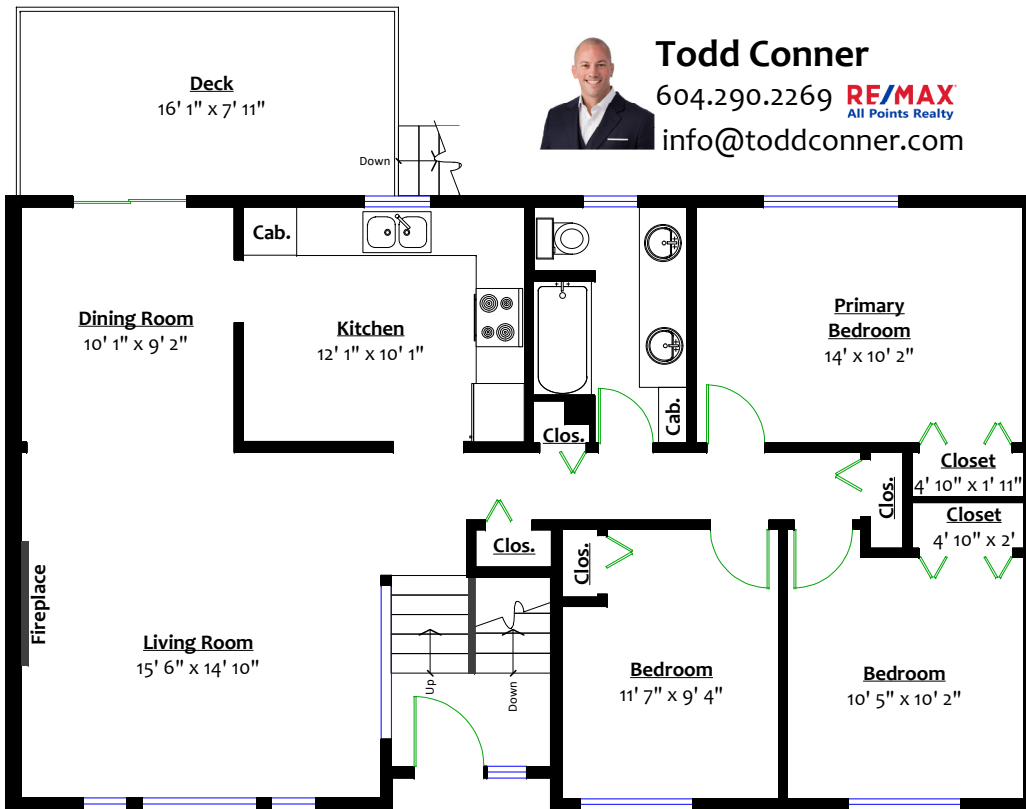 Todd Conner
604.290.2269
RE/MAX
All Points Realty
info@toddconner.com
Deck
16' 1" x 7' 11"
Down
Cab.
Dining Room
10' 1" x 9' 2"
Kitchen
12' 1" x 10' 1"
Primary
Bedroom
14' x 10' 2"
Cab.
Clos.
Closet
4' 10" x 1' 11"
Clos.
Closet
4' 10" x 2'
Clos.
Clos.
Fireplace
Living Room
15' 6" x 14' 10"
Up
Down
Bedroom
11' 7" x 9' 4"
Bedroom
10' 5" x 10' 2"